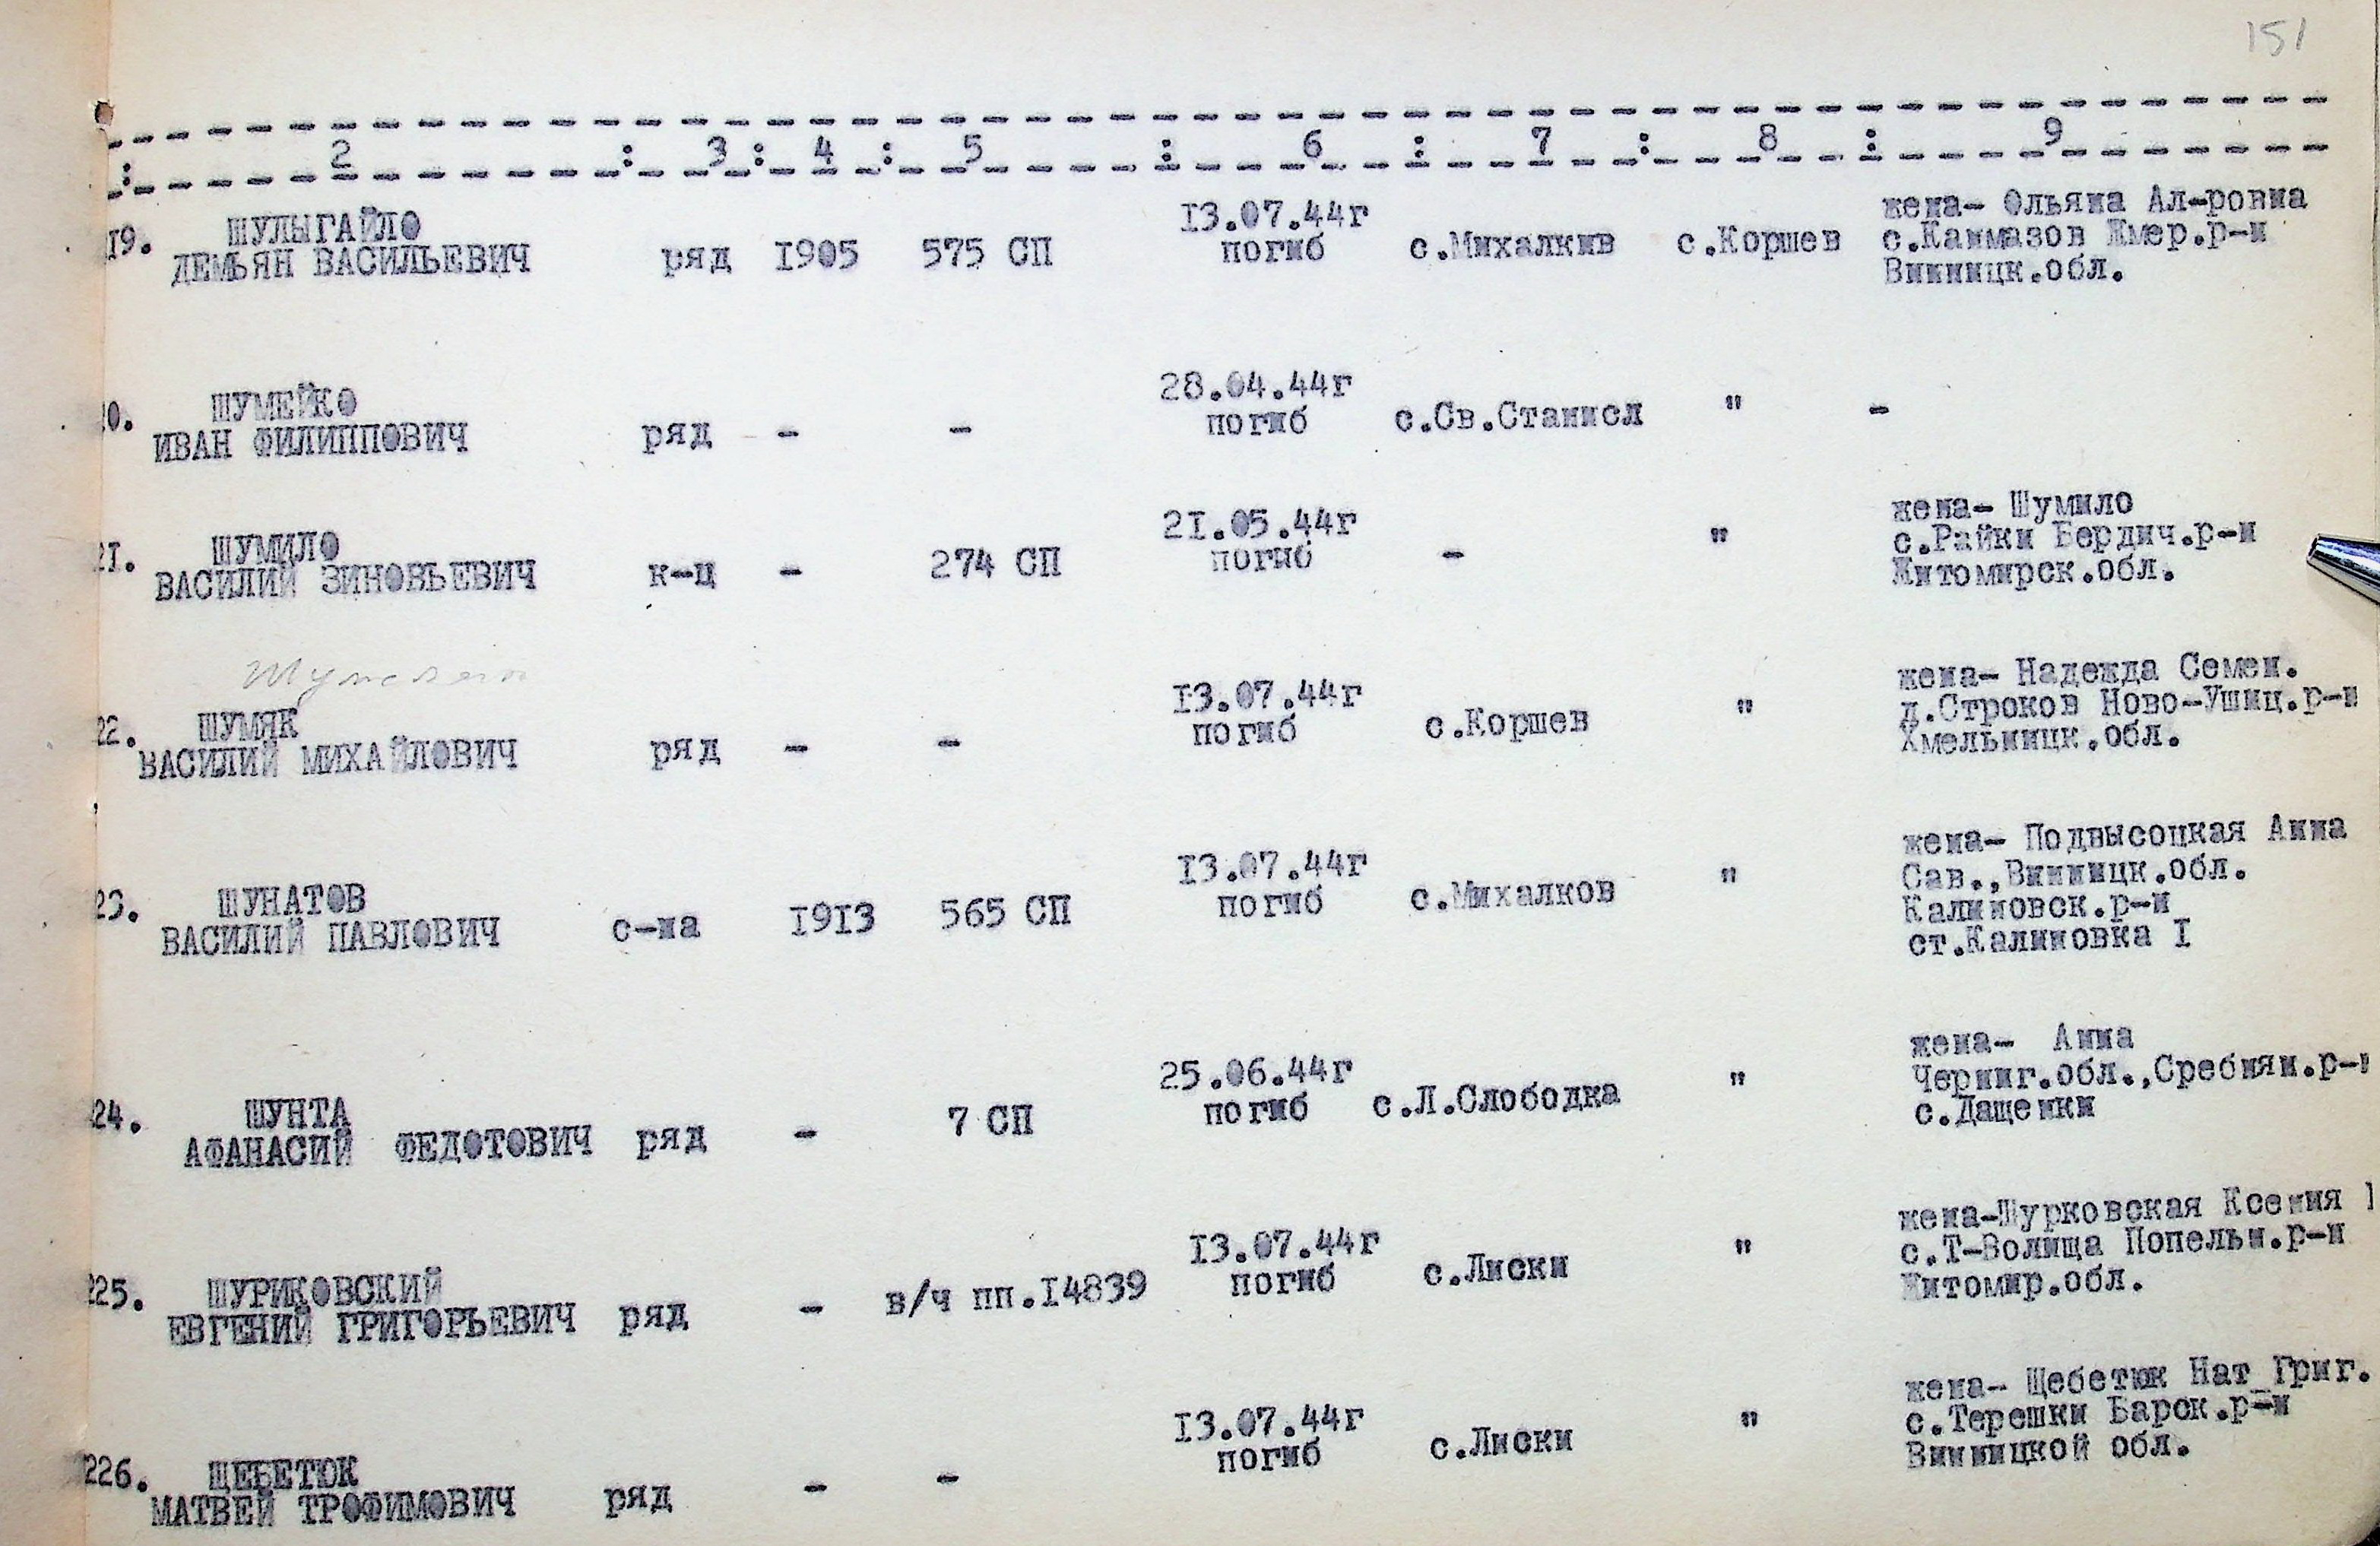 151
: 2 : 3 : 4 : 5 : 6 : 7 : 8 : 9
19. ШУЛЫГАЙЛО
ДЕМЬЯН ВАСИЛЬЕВИЧ ряд 1905 575 СП 13.07.44г
погиб с.Михалкив с.Коршев жена- Ольяна Ал-ровна
с.Каммазов Жмер.р-н
Винницк.обл.
0. ШУМЕЙКО
ИВАН ФИЛИППОВИЧ ряд - - 28.04.44г
погиб с.Св.Станисл " -
21. ШУМИЛО
ВАСИЛИЙ ЗИНОВЬЕВИЧ к-ц - 274 СП 21.05.44г
погиб - " жена- Шумило
с.Райки Бердич.р-н
Житомирск.обл.
22. ШУМЯК
ВАСИЛИЙ МИХАЙЛОВИЧ ряд - - 13.07.44г
погиб с.Коршев " жена- Надежда Семен.
д.Строков Ново-Ушиц.р-н
Хмельницк.обл.
23. ШУНАТОВ
ВАСИЛИЙ ПАВЛОВИЧ с-на 1913 565 СП 13.07.44г
погиб с.Михалков " жена- Подвысоцкая Анна
Сав.,Винницк.обл.
Калиновск.р-н
ст.Калиновка I
24. ШУНТА
АФАНАСИЙ ФЕДОТОВИЧ ряд - 7 СП 25.06.44г
погиб с.Л.Слободка " жена- Анна
Черниг.обл.,Сребнян.р-н
с.Дащенки
225. ШУРИКОВСКИЙ
ЕВГЕНИЙ ГРИГОРЬЕВИЧ ряд - в/ч пп.14839 13.07.44г
погиб с.Лиски " жена-Шурковская Ксения
с.Т-Волица Попельн.р-н
Житомир.обл.
226. ЩЕБЕТЮК
МАТВЕЙ ТРОФИМОВИЧ ряд - - 13.07.44г
погиб с.Лиски " жена- Щебетюк Нат_Григ.
с.Терешки Барск.р-н
Винницкой обл.